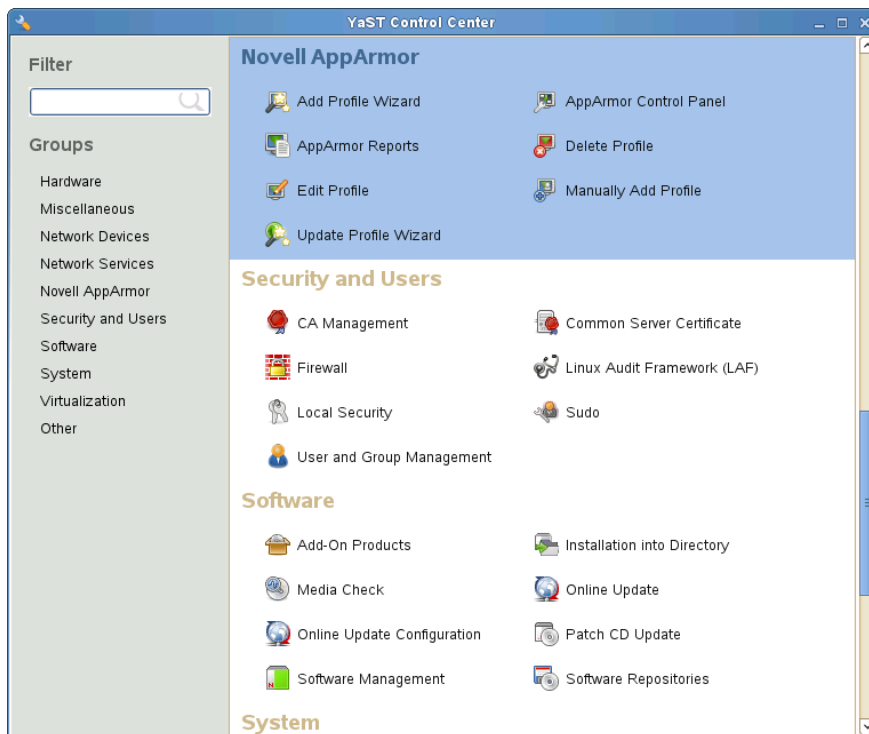 YaST Control Center
Filter
Groups
Hardware
Miscellaneous
Network Devices
Network Services
Novell AppArmor
Security and Users
Software
System
Virtualization
Other
Novell AppArmor
Add Profile Wizard
AppArmor Control Panel
AppArmor Reports
Delete Profile
Edit Profile
Manually Add Profile
Update Profile Wizard
Security and Users
CA Management
Common Server Certificate
Firewall
Linux Audit Framework (LAF)
Local Security
Sudo
User and Group Management
Software
Add-On Products
Installation into Directory
Media Check
Online Update
Online Update Configuration
Patch CD Update
Software Management
Software Repositories
System